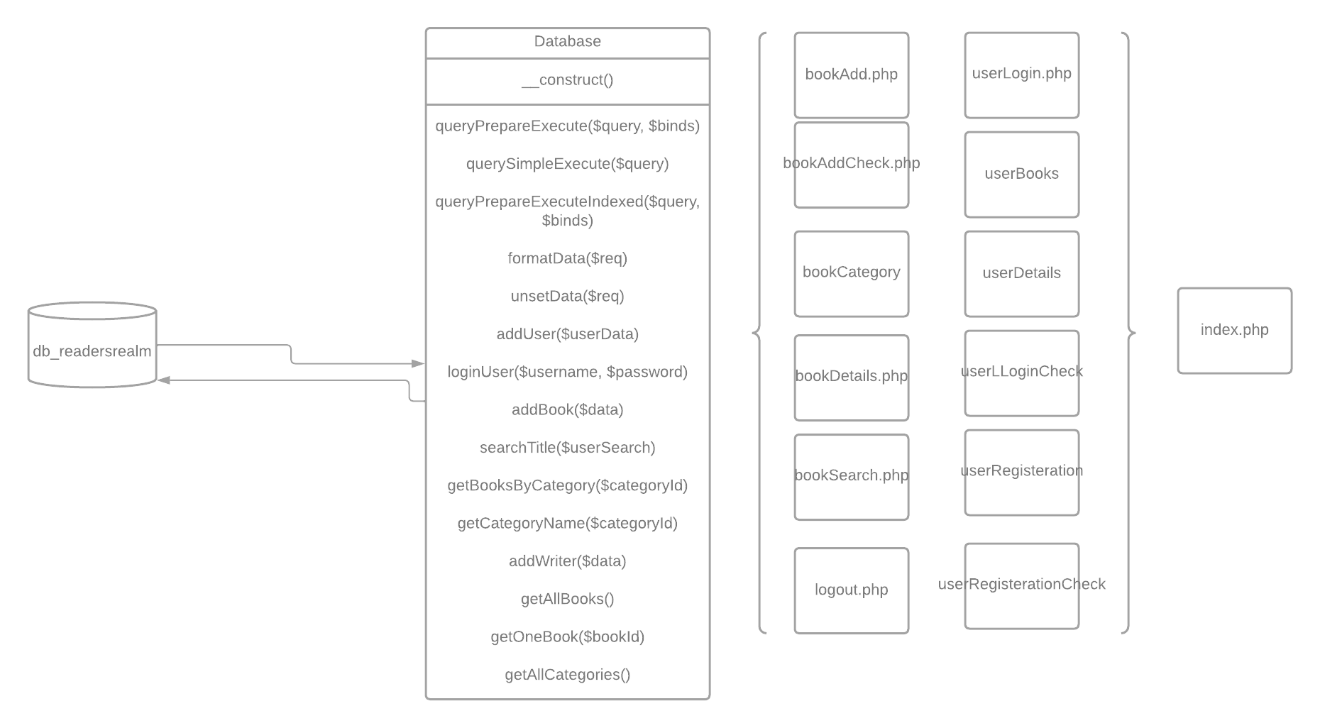 db_readersrealm
Database
__construct()
queryPrepareExecute($query, $binds)
querySimpleExecute($query)
queryPrepareExecuteIndexed($query,
$binds)
formatData($req)
unsetData($req)
addUser($userData)
loginUser($username, $password)
addBook($data)
searchTitle($userSearch)
getBooksByCategory($categoryId)
getCategoryName($categoryId)
addWriter($data)
getAllBooks()
getOneBook($bookId)
getAllCategories()
bookAdd.php
bookAddCheck.php
bookCategory
bookDetails.php
bookSearch.php
logout.php
userLogin.php
userBooks
userDetails
userLLoginCheck
userRegisteration
userRegisterationCheck
index.php